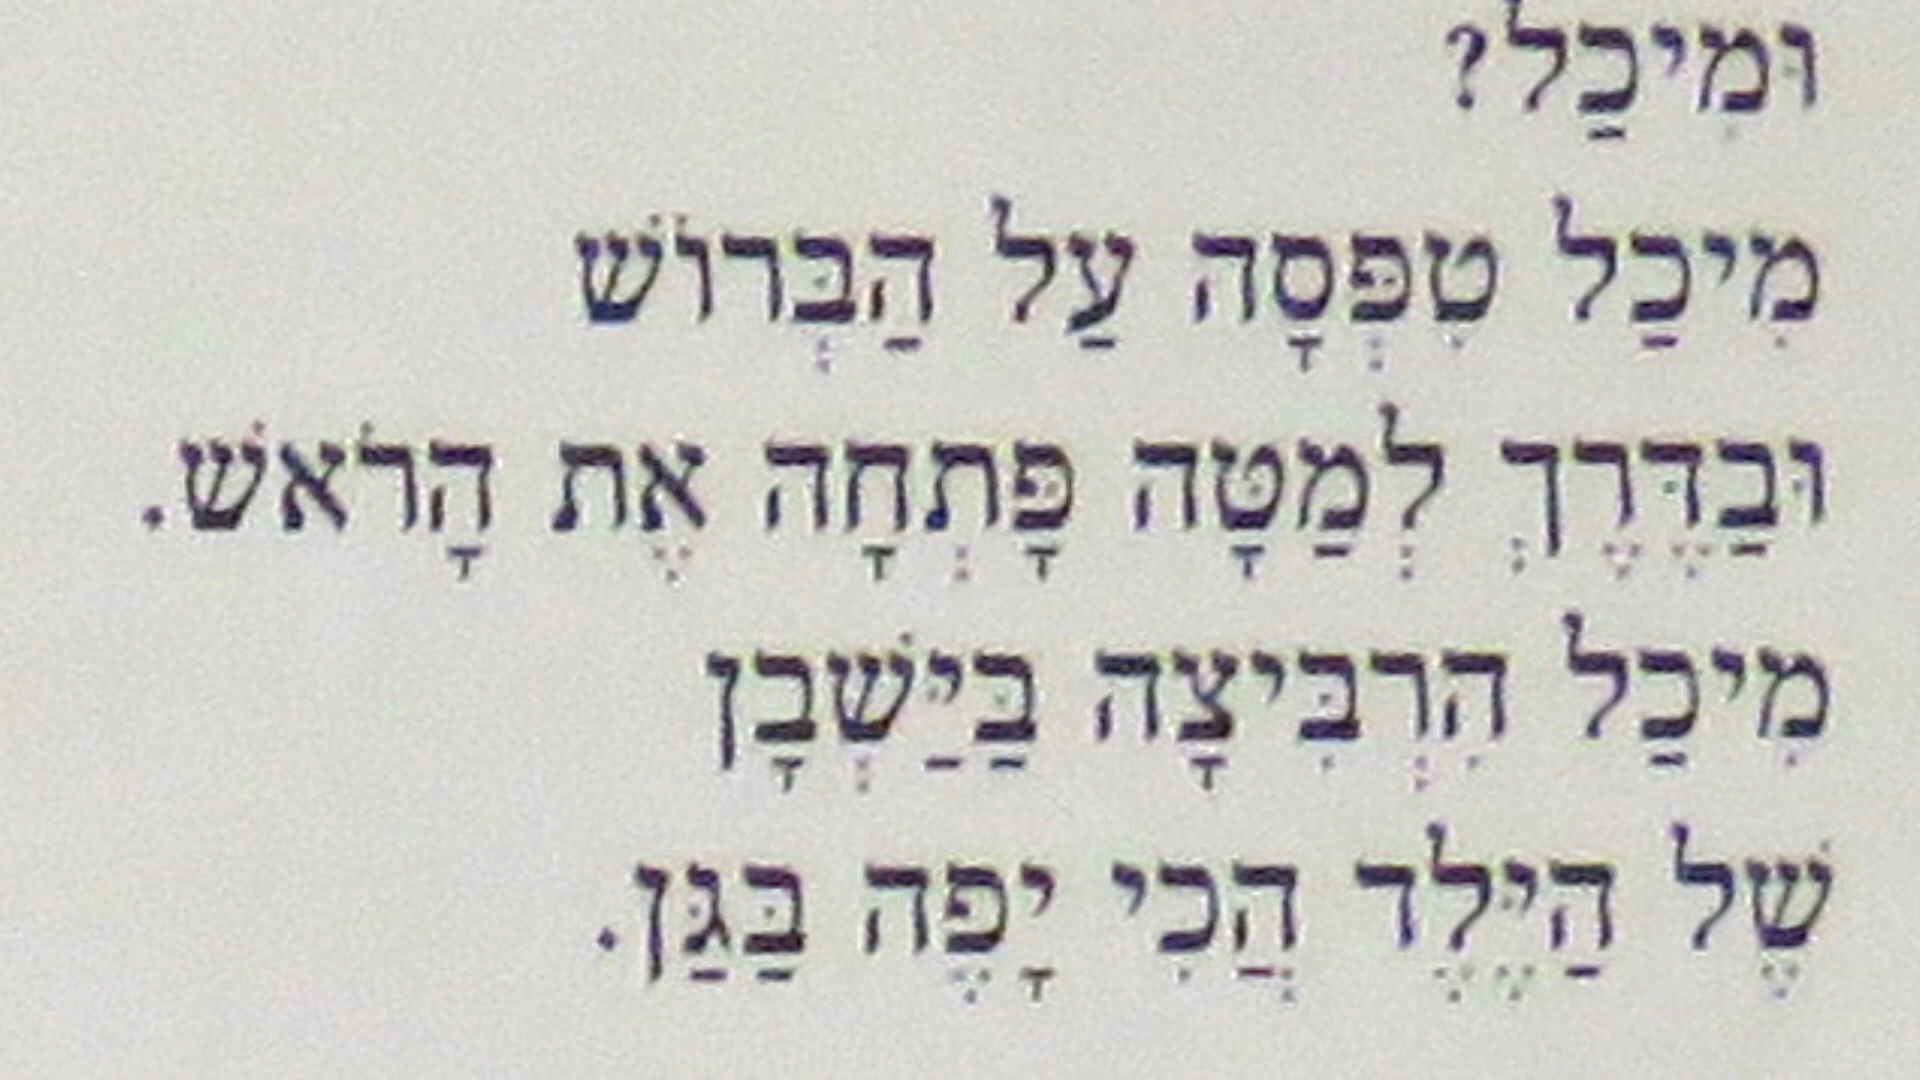 וּמִיכַל?
מִיכַל טִפְּסָה עַל הַבְּרוֹשׁ
וּבַדֶּרֶךְ לְמַטָּה פָּתְחָה אֶת הָרֹאשׁ.
מִיכַל הִרְבִּיצָה בַּיַּשְׁבָן
שֶׁל הַיֶּלֶד הֲכִי יָפֶה בַּגַּן.